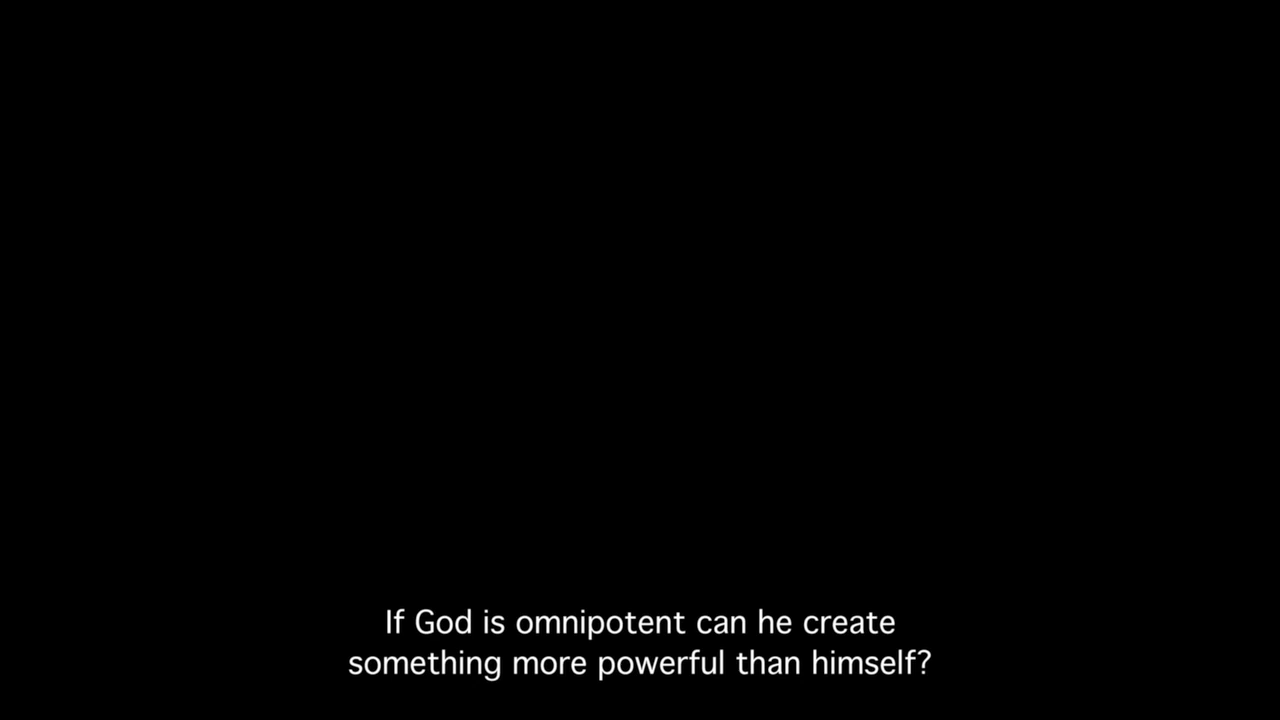 If God is omnipotent can he create
something more powerful than himself?